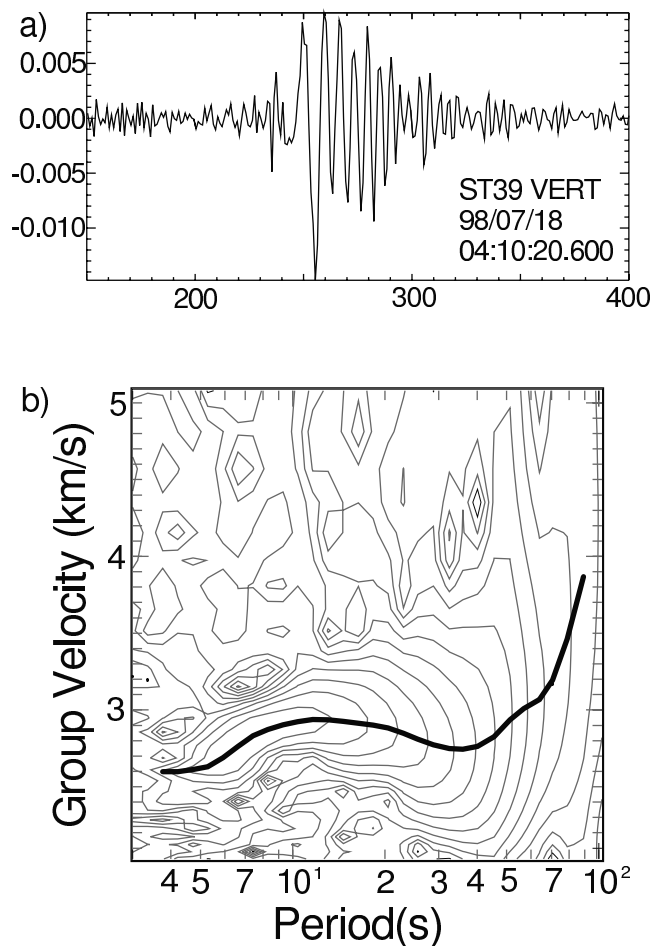 a)
0.005
0.000
-0.005
-0.010
ST39 VERT
98/07/18
04:10:20.600
200 300 400
b)
5
4
3
Group Velocity (km/s)
4 5 7 10¹ 2 3 4 5 7 10²
Period(s)